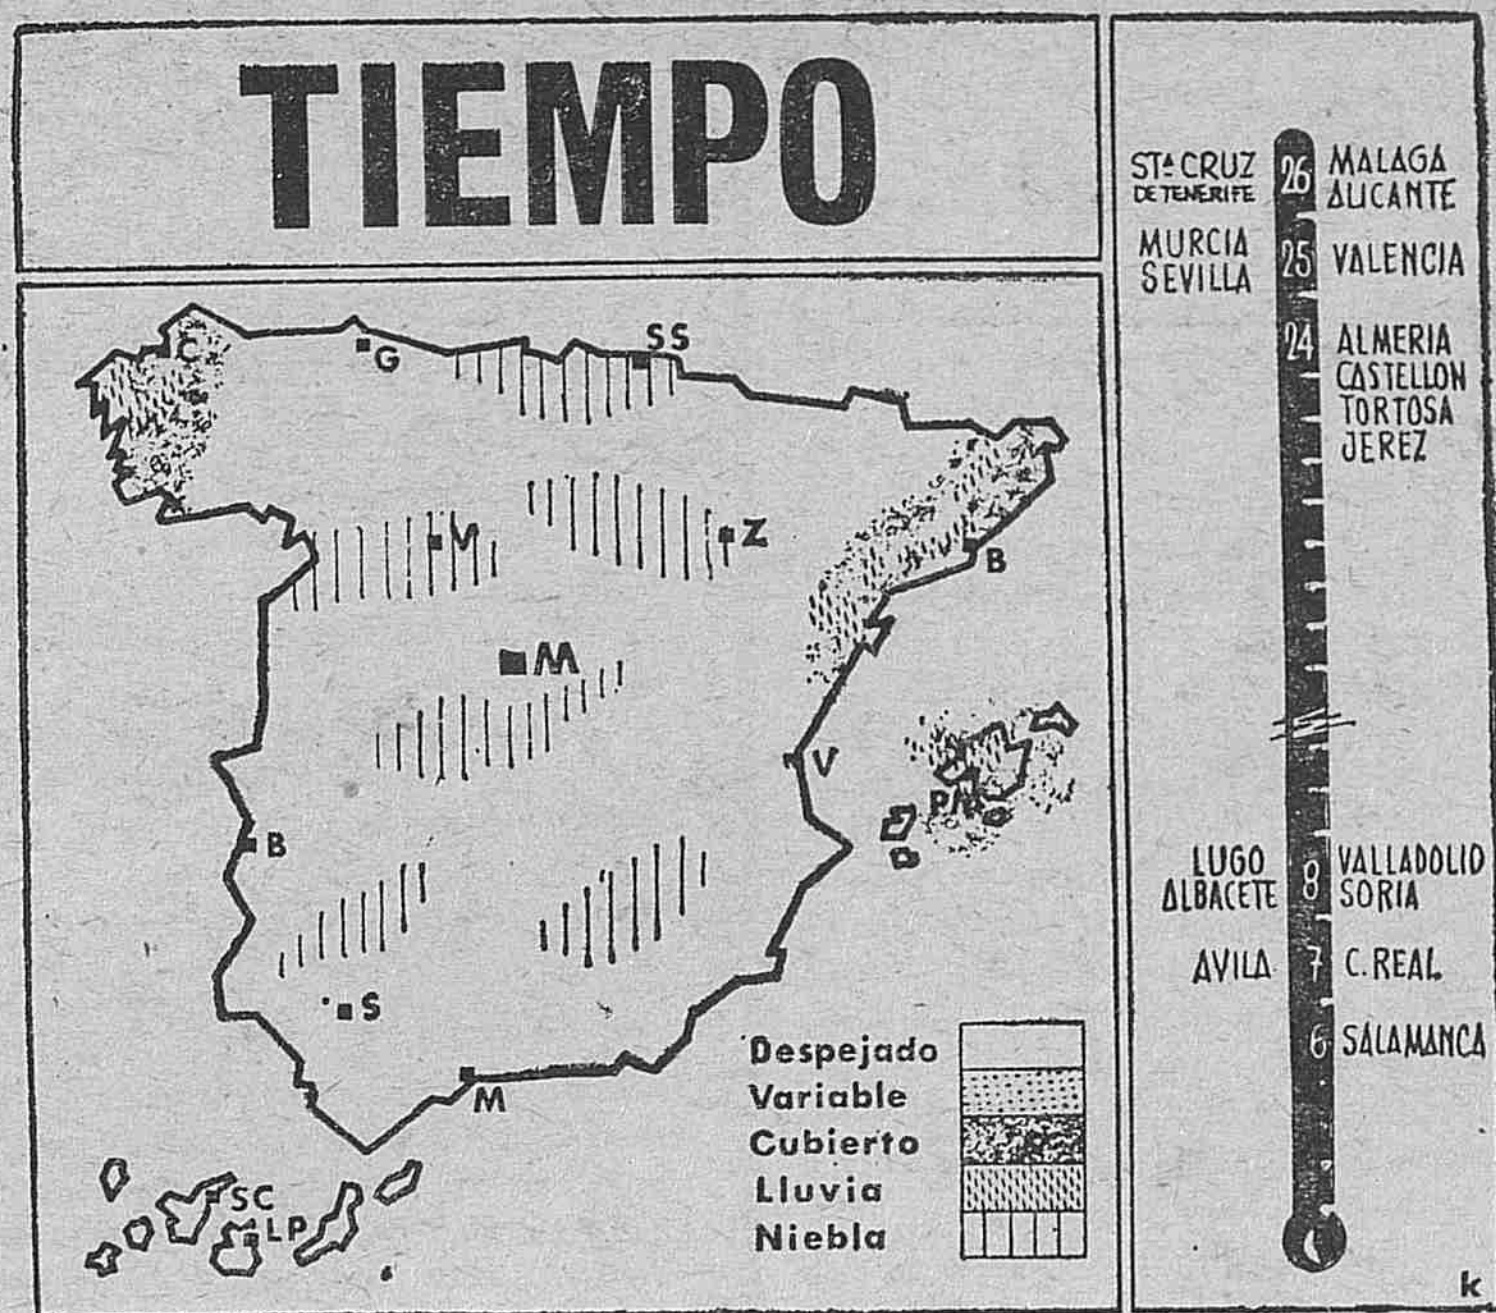 TIEMPO
C
G
SS
V
Z
B
M
V
PM
B
S
M
SC
LP
Despejado
Variable
Cubierto
Lluvia
Niebla
STA CRUZ
DE TENERIFE
26
MALAGA
ALICANTE
MURCIA
SEVILLA
25
VALENCIA
24
ALMERIA
CASTELLON
TORTOSA
JEREZ
LUGO
ALBACETE
8
VALLADOLID
SORIA
AVILA
7
C. REAL
6
SALAMANCA
k